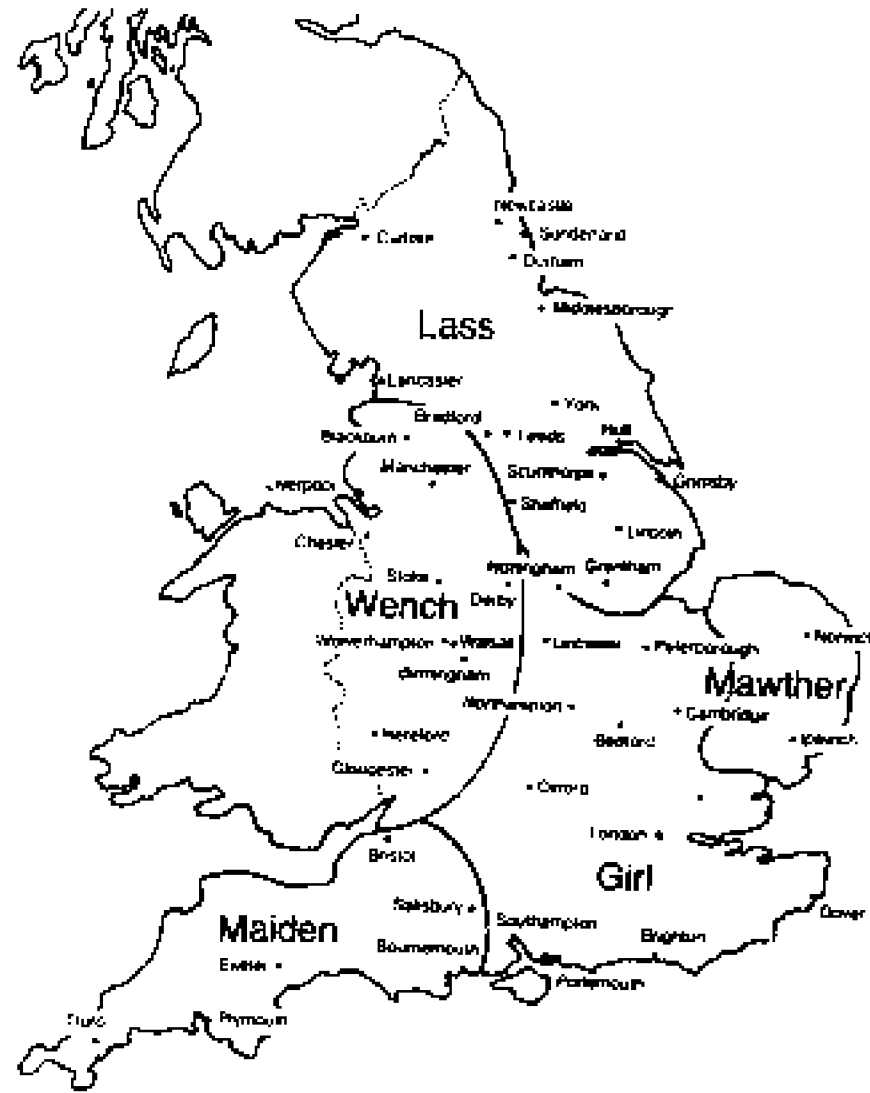 Newcastle
Carlisle
Sunderland
Durham
Middlesborough
Lass
Lancaster
York
Bradford
Blackburn
Leeds
Hull
Manchester
Scunthorpe
Grimsby
Liverpool
Sheffield
Lincoln
Chester
Stoke
Nottingham
Grantham
Wench
Derby
Wolverhampton
Walsall
Leicester
Peterborough
Norwich
Birmingham
Mawther
Northampton
Cambridge
Hereford
Bedford
Ipswich
Gloucester
Oxford
London
Bristol
Girl
Salisbury
Southampton
Dover
Maiden
Bournemouth
Brighton
Exeter
Portsmouth
Truro
Plymouth